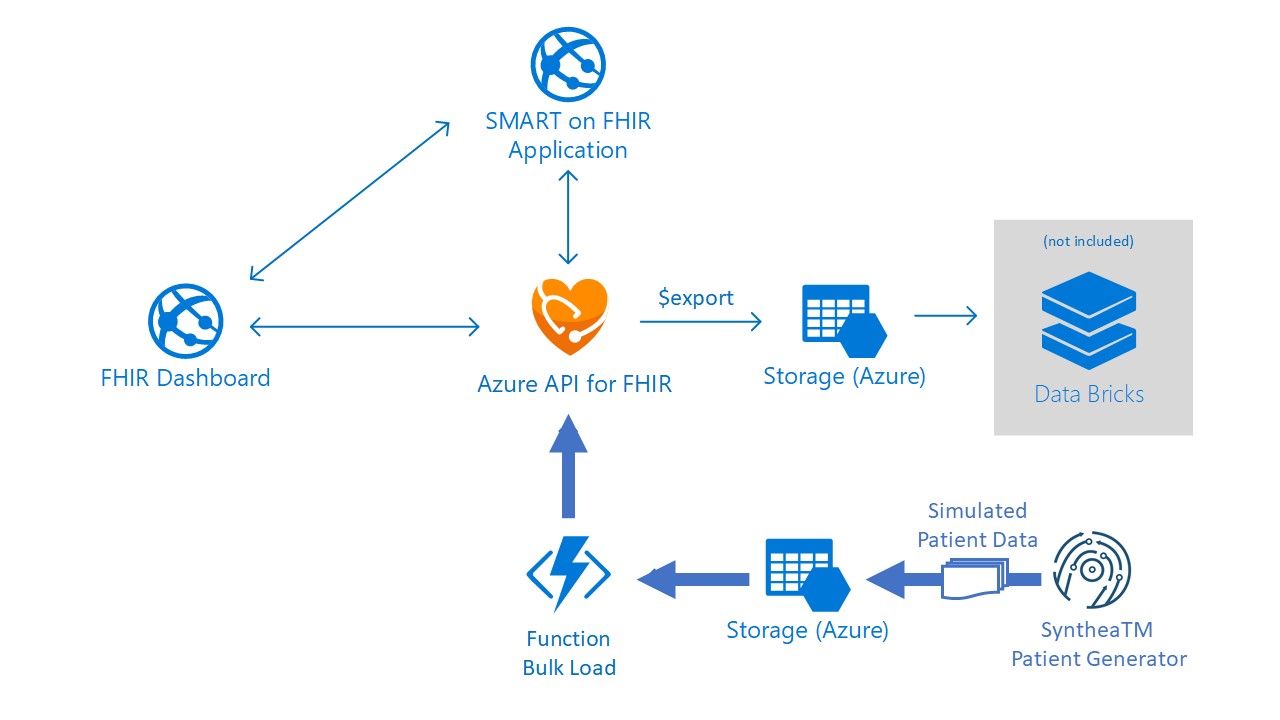 SMART on FHIR
Application
(not included)
$export
FHIR Dashboard
Azure API for FHIR
Storage (Azure)
Data Bricks
Simulated
Patient Data
Function
Bulk Load
Storage (Azure)
SyntheaTM
Patient Generator